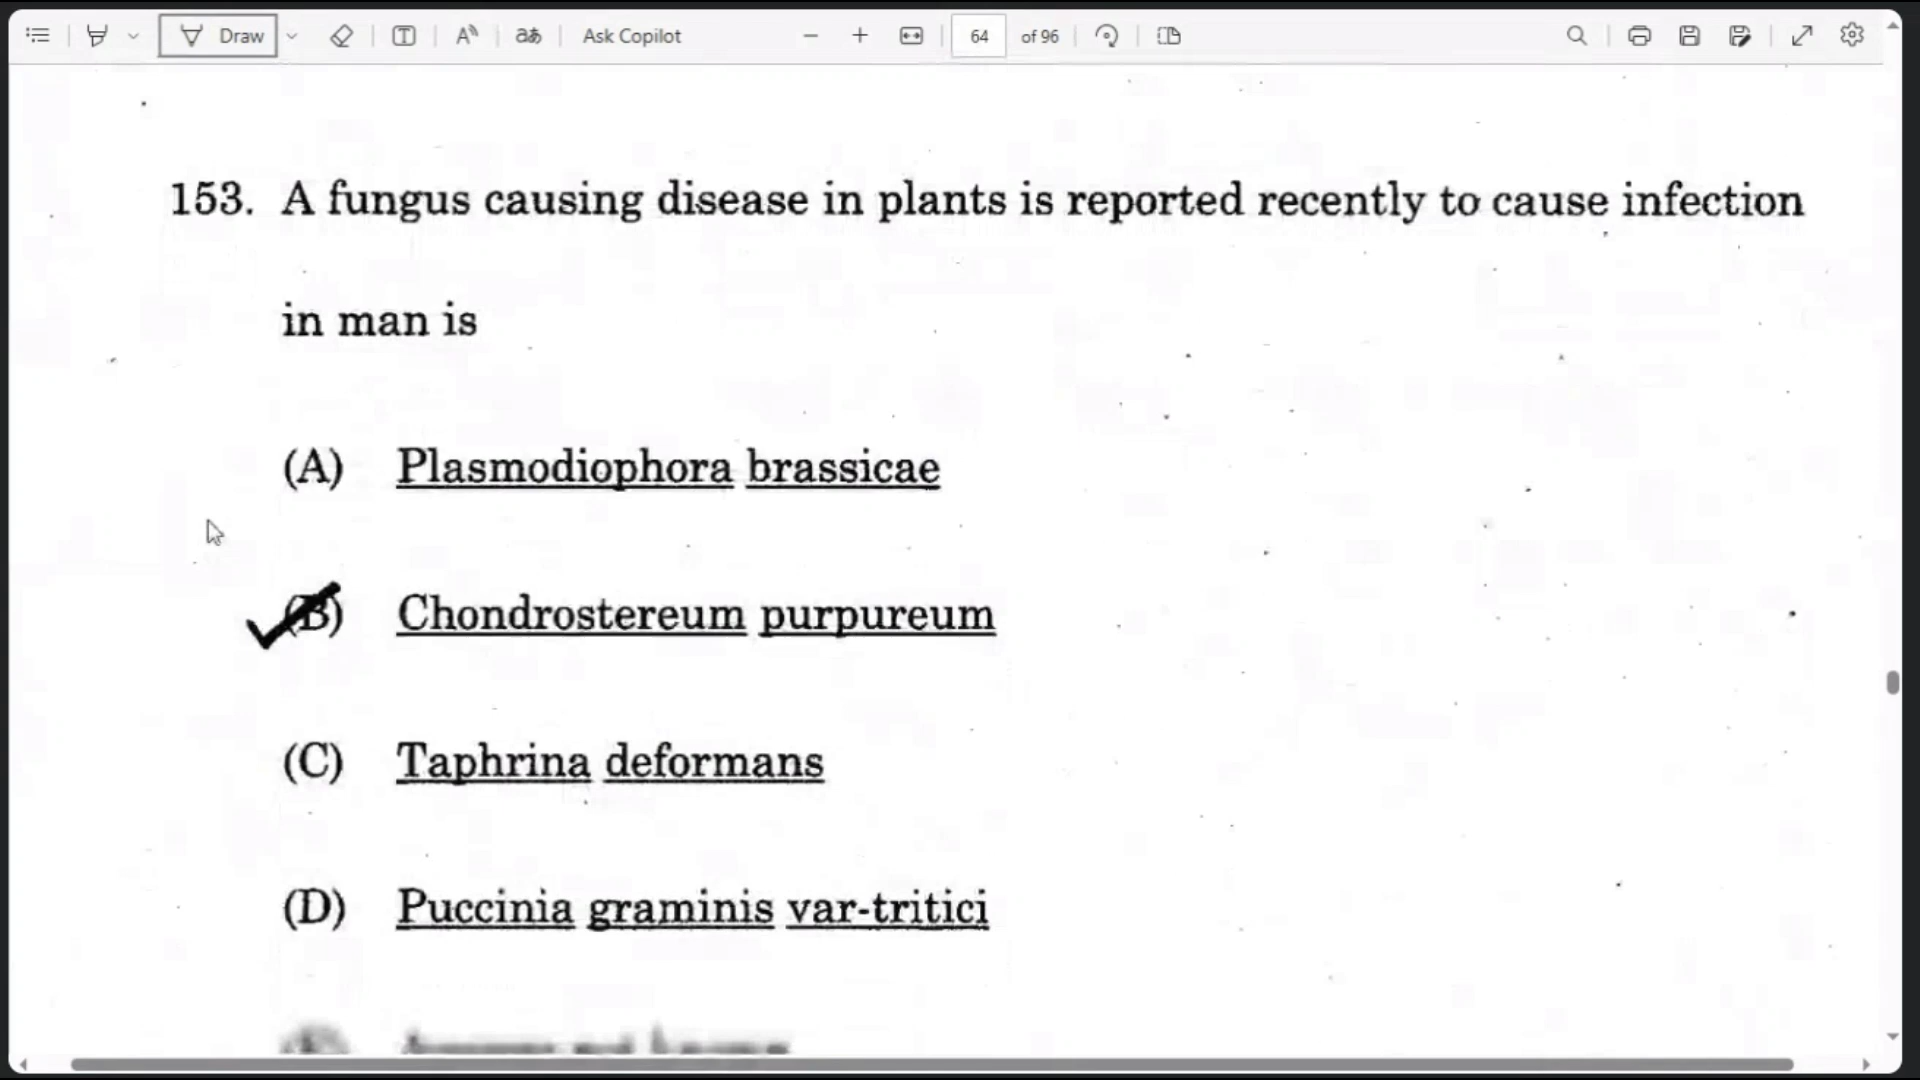 Draw
Ask Copilot
64 of 96
153. A fungus causing disease in plants is reported recently to cause infection
in man is
(A) Plasmodiophora brassicae
(B) Chondrostereum purpureum
(C) Taphrina deformans
(D) Puccinia graminis var-tritici